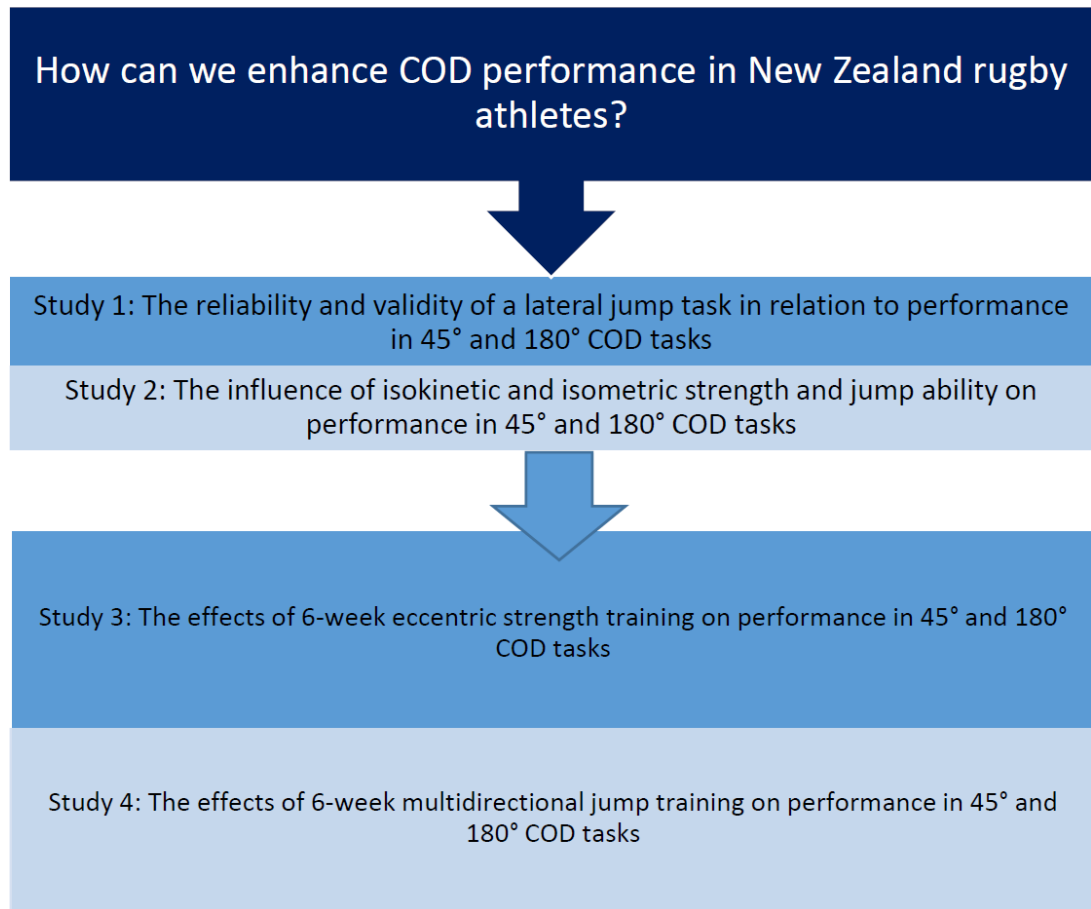 How can we enhance COD performance in New Zealand rugby
athletes?
Study 1: The reliability and validity of a lateral jump task in relation to performance
in 45° and 180° COD tasks
Study 2: The influence of isokinetic and isometric strength and jump ability on
performance in 45° and 180° COD tasks
Study 3: The effects of 6-week eccentric strength training on performance in 45° and 180°
COD tasks
Study 4: The effects of 6-week multidirectional jump training on performance in 45° and
180° COD tasks